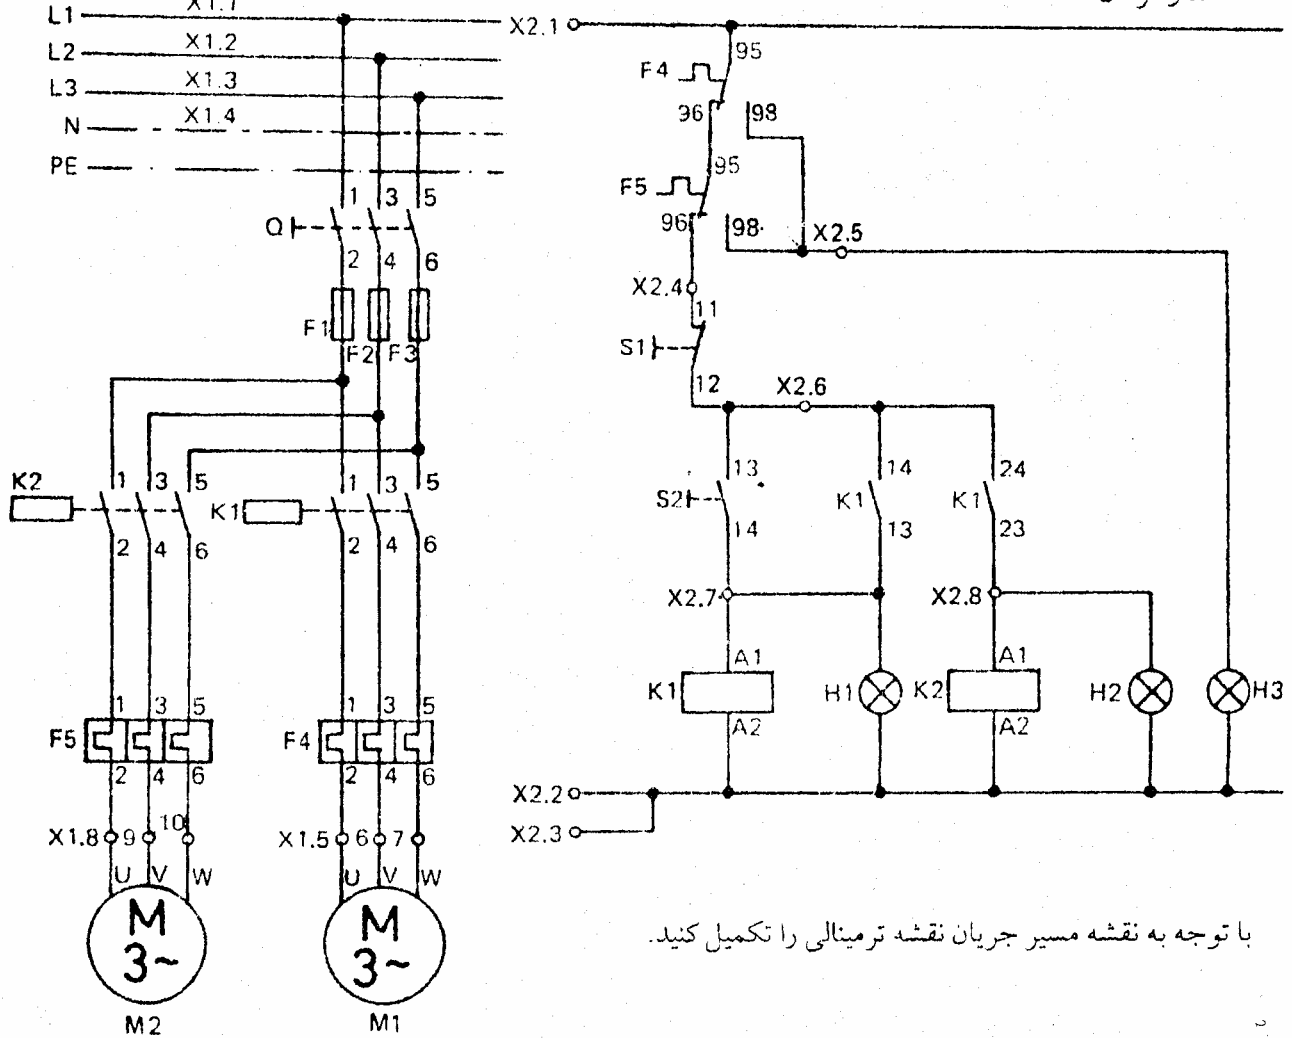 L1 X1.1
L2 X1.2
L3 X1.3
N X1.4
PE
1 3 5
Q
2 4 6
F1 F2 F3
K2 1 3 5
K1 1 3 5
2 4 6
2 4 6
F5 1 3 5
2 4 6
F4 1 3 5
2 4 6
X1.8 9 10
X1.5 6 7
U V W
U V W
M 3~
M 3~
M2
M1
X2.1
95
F4
96 98
95
F5
96 98
X2.5
X2.4
11
S1
12
X2.6
13 14 24
S2 K1 K1
14 13 23
X2.7 X2.8
A1 A1
K1 H1 K2 H2 H3
A2 A2
X2.2
X2.3
با توجه به نقشه مسیر جریان نقشه ترمینالی را تکمیل کنید.